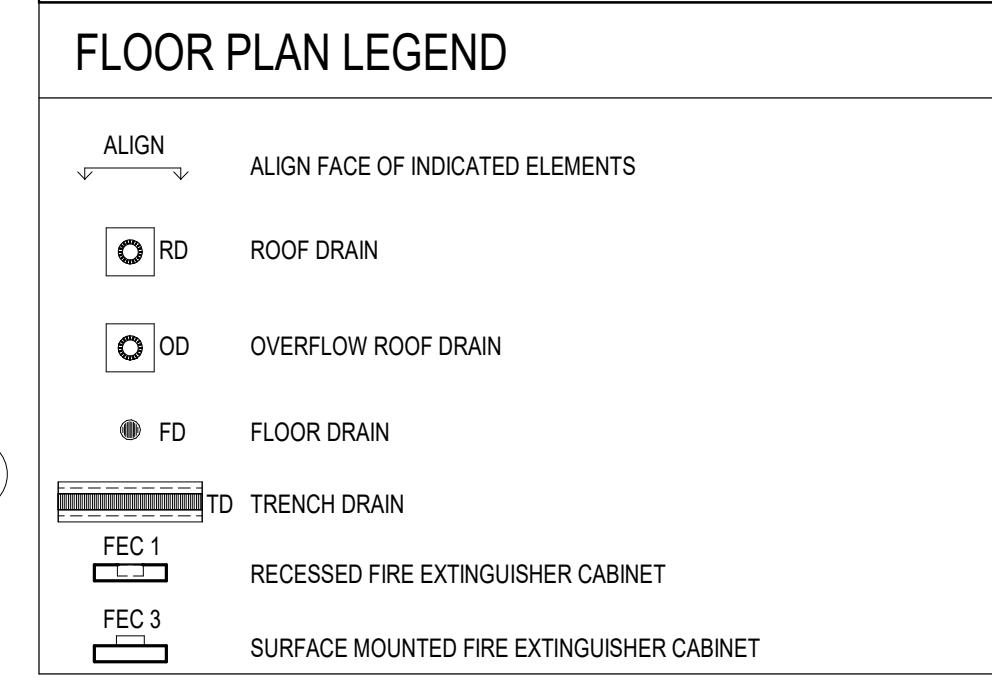 FLOOR PLAN LEGEND
ALIGN
ALIGN FACE OF INDICATED ELEMENTS
RD ROOF DRAIN
OD OVERFLOW ROOF DRAIN
FD FLOOR DRAIN
TD TRENCH DRAIN
FEC 1
RECESSED FIRE EXTINGUISHER CABINET
FEC 3
SURFACE MOUNTED FIRE EXTINGUISHER CABINET